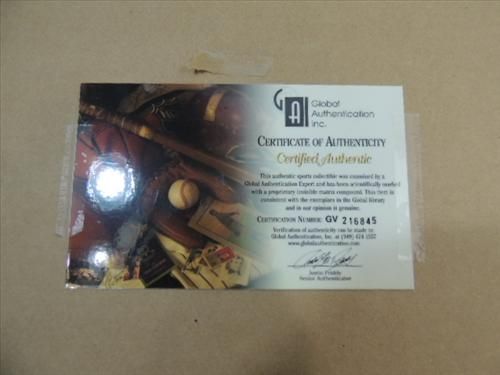 GAI
Global
Authentication
Inc.
CERTIFICATE OF AUTHENTICITY
Certified Authentic
This authentic sports collectible was examined by a
Global Authentication Expert and has been scientifically marked
with a proprietary invisible matrix compound. This item is
consistent with the exemplars in the Global library
and in our opinion is genuine.
CERTIFICATION NUMBER: GV 216845
Verification of authenticity can be made to
Global Authentication, Inc. at (949)
www.globalauthentication.com
Justin Priddy
Senior Authenticator